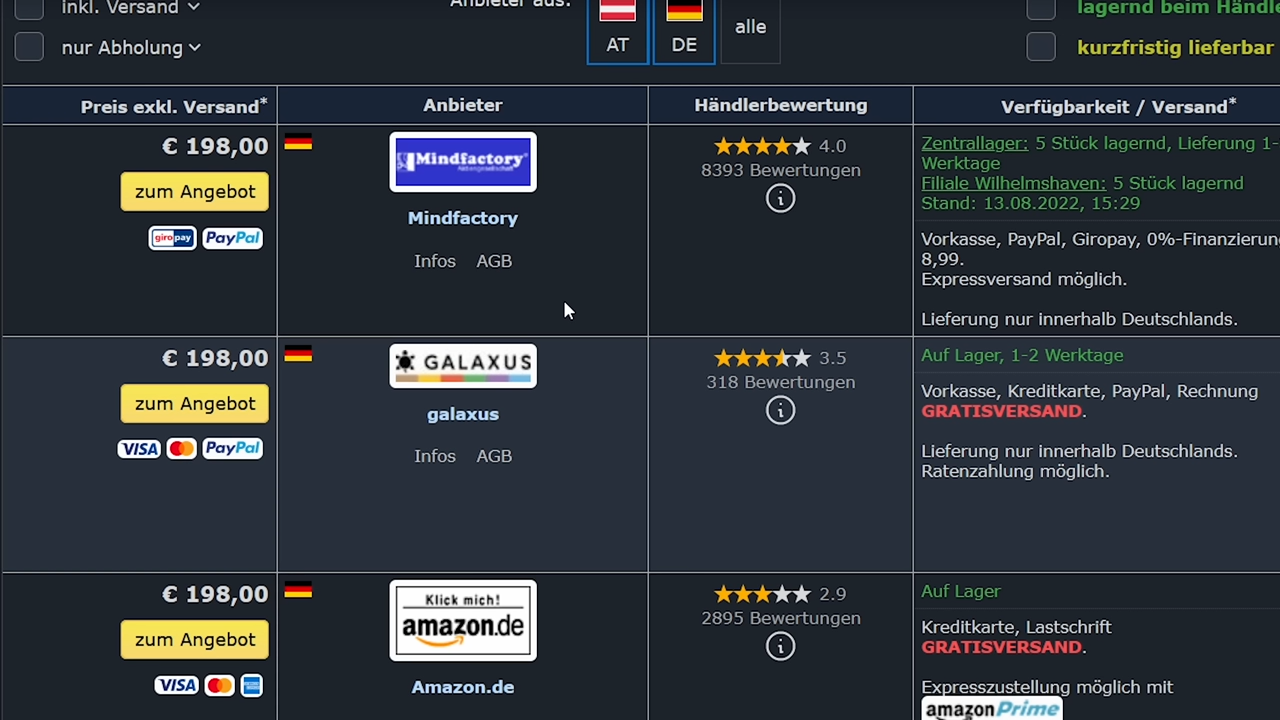 inkl. Versand
Anbieter aus:
lagernd beim Händle
nur Abholung
AT
DE
alle
kurzfristig lieferbar
Preis exkl. Versand*
Anbieter
Händlerbewertung
Verfügbarkeit / Versand*
€ 198,00
zum Angebot
giropay
PayPal
Mindfactory
Aktiengesellschaft
Mindfactory
Infos
AGB
4.0
8393 Bewertungen
Zentrallager: 5 Stück lagernd, Lieferung 1-
Werktage
Filiale Wilhelmshaven: 5 Stück lagernd
Stand: 13.08.2022, 15:29
Vorkasse, PayPal, Giropay, 0%-Finanzierun
8,99.
Expressversand möglich.
Lieferung nur innerhalb Deutschlands.
€ 198,00
zum Angebot
VISA
PayPal
GALAXUS
galaxus
Infos
AGB
3.5
318 Bewertungen
Auf Lager, 1-2 Werktage
Vorkasse, Kreditkarte, PayPal, Rechnung
GRATISVERSAND.
Lieferung nur innerhalb Deutschlands.
Ratenzahlung möglich.
€ 198,00
zum Angebot
VISA
Klick mich!
amazon.de
Amazon.de
2.9
2895 Bewertungen
Auf Lager
Kreditkarte, Lastschrift
GRATISVERSAND.
Expresszustellung möglich mit
amazonPrime